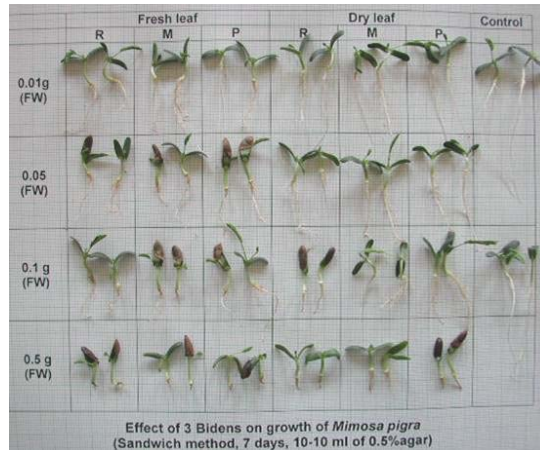 Fresh leaf Dry leaf Control
R M P R M P
0.01g
(FW)
0.05
(FW)
0.1 g
(FW)
0.5 g
(FW)
Effect of 3 Bidens on growth of Mimosa pigra
(Sandwich method, 7 days, 10-10 ml of 0.5%agar)